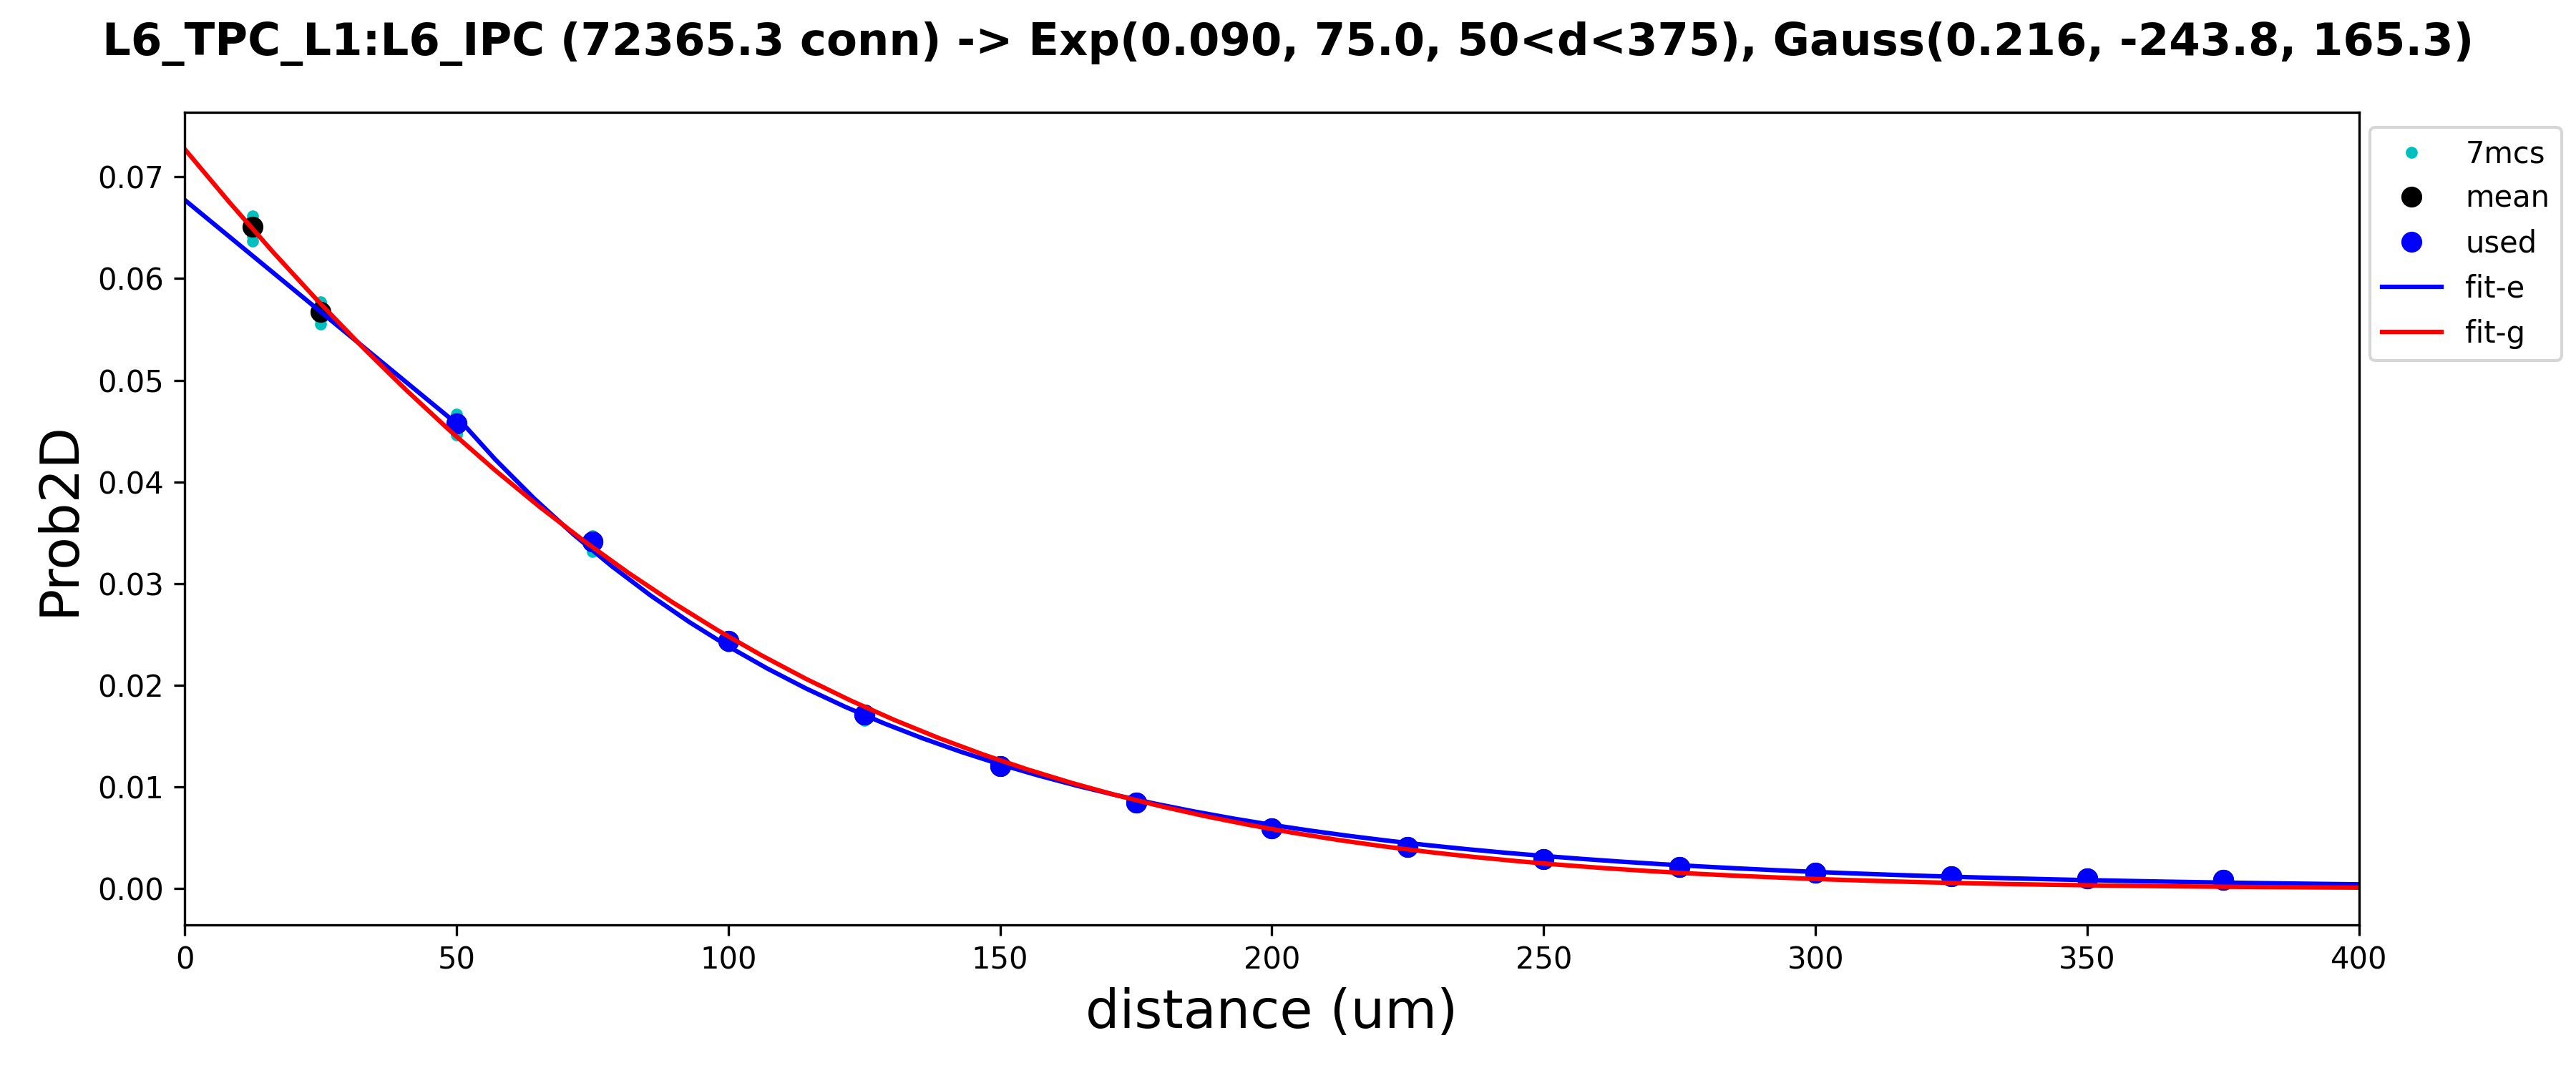 L6_TPC_L1:L6_IPC (72365.3 conn) -> Exp(0.090, 75.0, 50<d<375), Gauss(0.216, -243.8, 165.3)
7mcs
mean
used
fit-e
fit-g
Prob2D
0.07
0.06
0.05
0.04
0.03
0.02
0.01
0.00
0 50 100 150 200 250 300 350 400
distance (um)